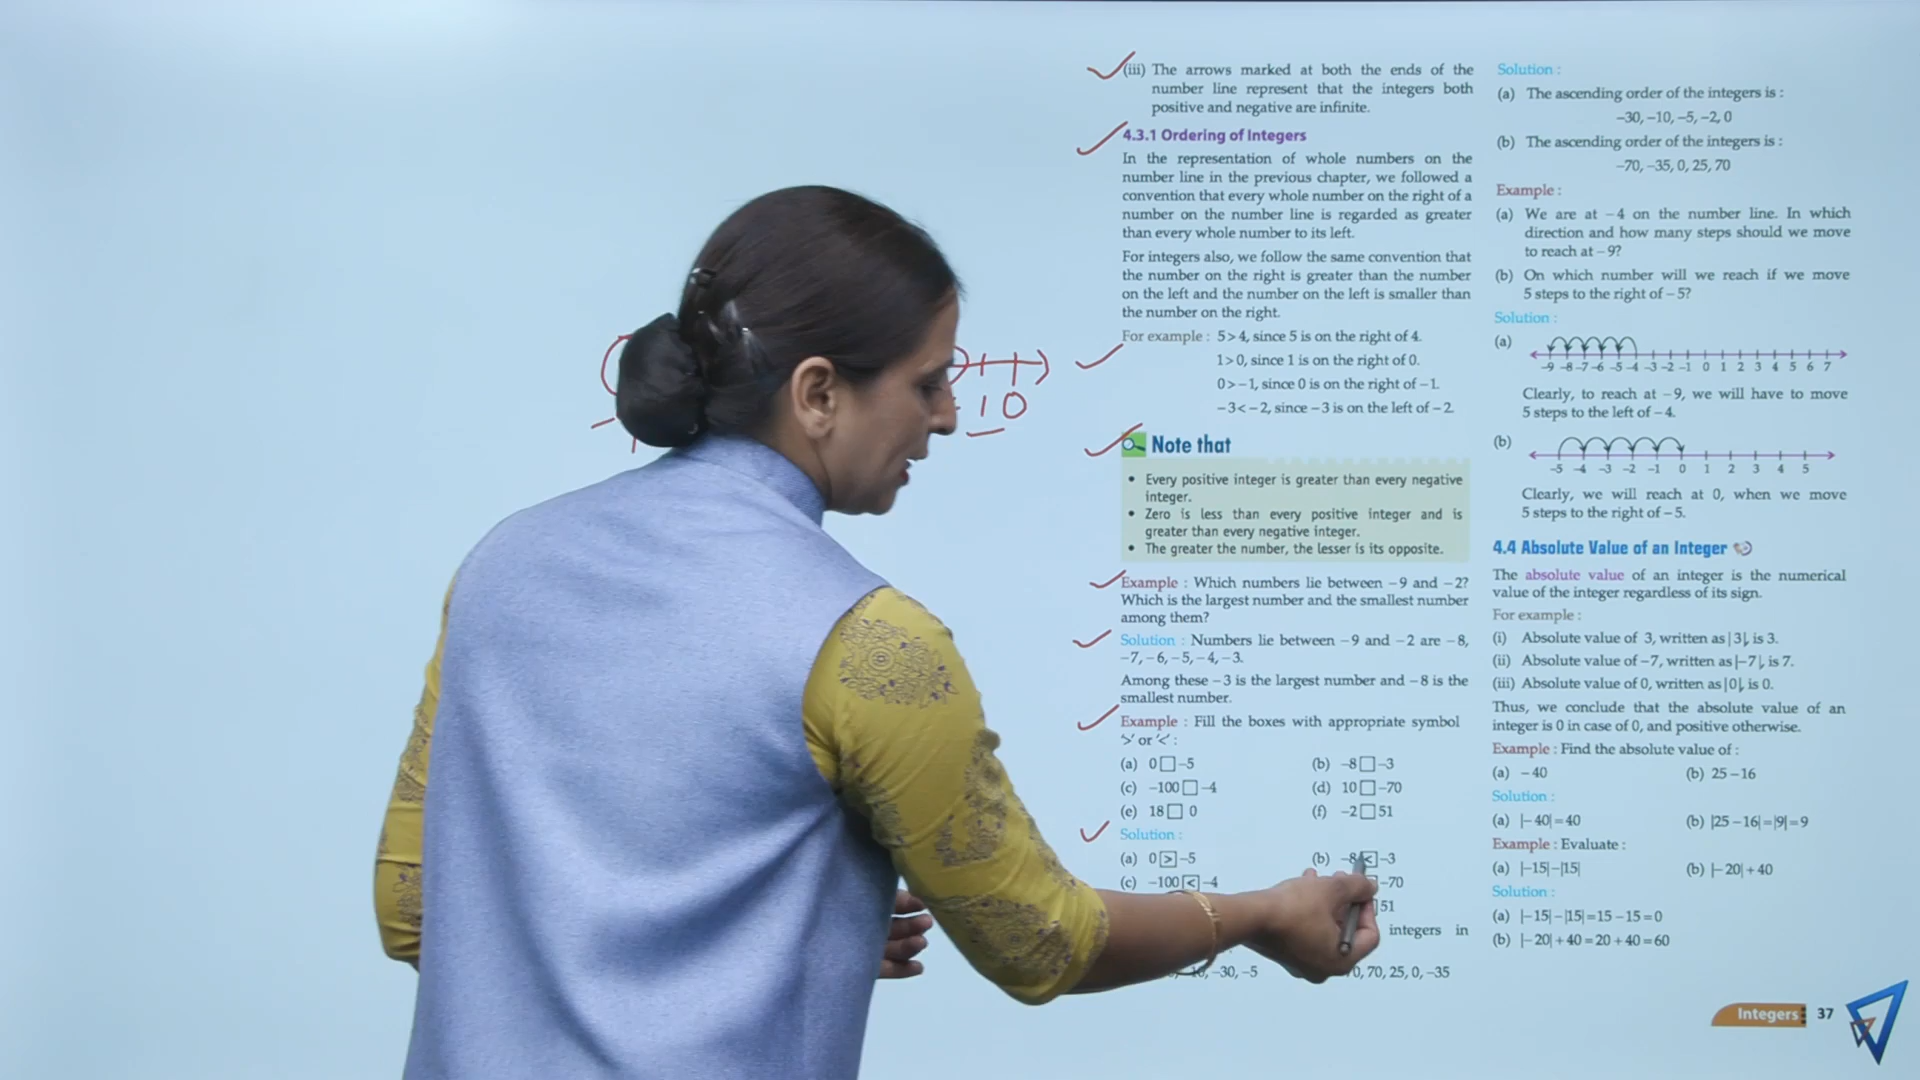 (iii) The arrows marked at both the ends of the
number line represent that the integers both
positive and negative are infinite.
4.3.1 Ordering of Integers
In the representation of whole numbers on the
number line in the previous chapter, we followed a
convention that every whole number on the right of a
number on the number line is regarded as greater
than every whole number to its left.
For integers also, we follow the same convention that
the number on the right is greater than the number
on the left and the number on the left is smaller than
the number on the right.
For example : 5 > 4, since 5 is on the right of 4.
1 > 0, since 1 is on the right of 0.
0 > −1, since 0 is on the right of −1.
−3 < −2, since −3 is on the left of −2.
Note that
• Every positive integer is greater than every negative
integer.
• Zero is less than every positive integer and is
greater than every negative integer.
• The greater the number, the lesser is its opposite.
Example : Which numbers lie between −9 and −2?
Which is the largest number and the smallest number
among them?
Solution : Numbers lie between −9 and −2 are −8,
−7, −6, −5, −4, −3.
Among these −3 is the largest number and −8 is the
smallest number.
Example : Fill the boxes with appropriate symbol
'>' or '<' :
(a) 0 □ −5 (b) −8 □ −3
(c) −100 □ −4 (d) 10 □ −70
(e) 18 □ 0 (f) −2 □ 51
Solution :
(a) 0 > −5 (b) −8 < −3
(c) −100 < −4 −70
51
integers in
−30, −5 70, 25, 0, −35
Solution :
(a) The ascending order of the integers is :
−30, −10, −5, −2, 0
(b) The ascending order of the integers is :
−70, −35, 0, 25, 70
Example :
(a) We are at −4 on the number line. In which
direction and how many steps should we move
to reach at −9?
(b) On which number will we reach if we move
5 steps to the right of −5?
Solution :
(a)
−9 −8 −7 −6 −5 −4 −3 −2 −1 0 1 2 3 4 5 6 7
Clearly, to reach at −9, we will have to move
5 steps to the left of −4.
(b)
−5 −4 −3 −2 −1 0 1 2 3 4 5
Clearly, we will reach at 0, when we move
5 steps to the right of −5.
4.4 Absolute Value of an Integer
The absolute value of an integer is the numerical
value of the integer regardless of its sign.
For example :
(i) Absolute value of 3, written as |3|, is 3.
(ii) Absolute value of −7, written as |−7|, is 7.
(iii) Absolute value of 0, written as |0|, is 0.
Thus, we conclude that the absolute value of an
integer is 0 in case of 0, and positive otherwise.
Example : Find the absolute value of :
(a) −40 (b) 25 − 16
Solution :
(a) |−40| = 40 (b) |25 − 16| = |9| = 9
Example : Evaluate :
(a) |−15| − |15| (b) |−20| + 40
Solution :
(a) |−15| − |15| = 15 − 15 = 0
(b) |−20| + 40 = 20 + 40 = 60
Integers 37
1 0